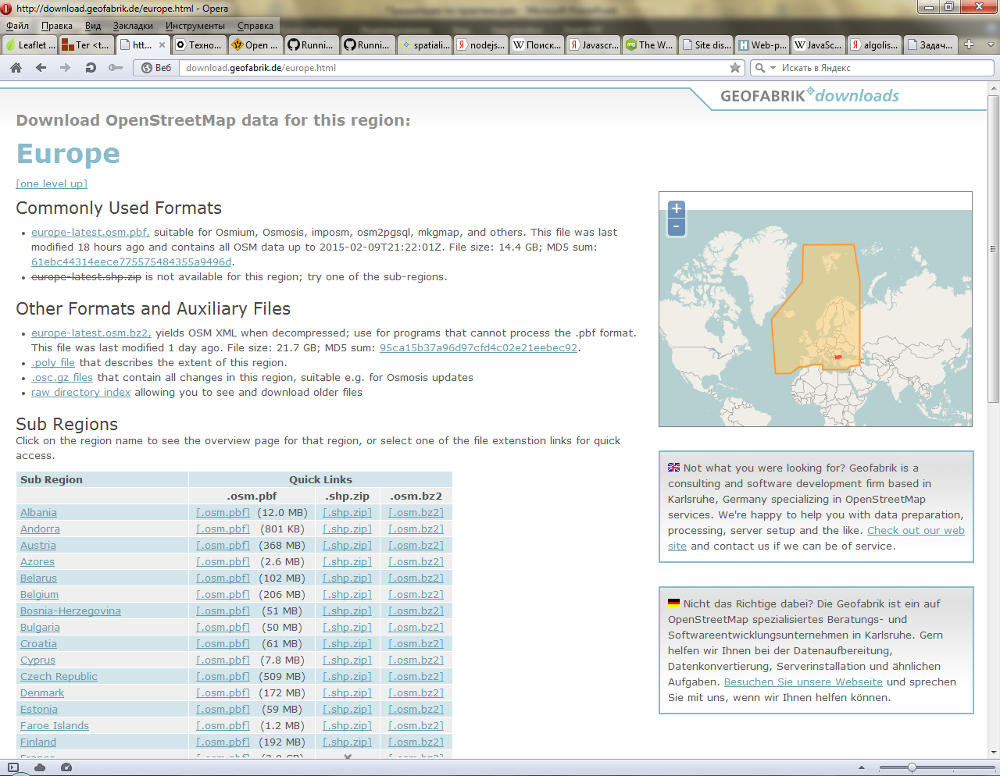 http://download.geofabrik.de/europe.html - Opera
Файл Правка Вид Закладки Инструменты Справка
Leaflet ... Тег <t... htt... Техно... Open ... Runni... Runni... spatiali... nodejs... Поиск... Javascr... The W... Site dis... Web-p... JavaSc... algolis... Задач...
Веб download.geofabrik.de/europe.html Искать в Яндекс
GEOFABRIK downloads
Download OpenStreetMap data for this region:
Europe
[one level up]
Commonly Used Formats
europe-latest.osm.pbf, suitable for Osmium, Osmosis, imposm, osm2pgsql, mkgmap, and others. This file was last
modified 18 hours ago and contains all OSM data up to 2015-02-09T21:22:01Z. File size: 14.4 GB; MD5 sum:
61ebc44314eece775575484355a9496d.
europe-latest.shp.zip is not available for this region; try one of the sub-regions.
Other Formats and Auxiliary Files
europe-latest.osm.bz2, yields OSM XML when decompressed; use for programs that cannot process the .pbf format.
This file was last modified 1 day ago. File size: 21.7 GB; MD5 sum: 95ca15b37a96d97cfd4c02e21eebec92.
.poly file that describes the extent of this region.
.osc.gz files that contain all changes in this region, suitable e.g. for Osmosis updates
raw directory index allowing you to see and download older files
Sub Regions
Click on the region name to see the overview page for that region, or select one of the file extenstion links for quick
access.
Sub Region Quick Links
.osm.pbf .shp.zip .osm.bz2
Albania [.osm.pbf] (12.0 MB) [.shp.zip] [.osm.bz2]
Andorra [.osm.pbf] (801 KB) [.shp.zip] [.osm.bz2]
Austria [.osm.pbf] (368 MB) [.shp.zip] [.osm.bz2]
Azores [.osm.pbf] (2.6 MB) [.shp.zip] [.osm.bz2]
Belarus [.osm.pbf] (102 MB) [.shp.zip] [.osm.bz2]
Belgium [.osm.pbf] (206 MB) [.shp.zip] [.osm.bz2]
Bosnia-Herzegovina [.osm.pbf] (51 MB) [.shp.zip] [.osm.bz2]
Bulgaria [.osm.pbf] (50 MB) [.shp.zip] [.osm.bz2]
Croatia [.osm.pbf] (61 MB) [.shp.zip] [.osm.bz2]
Cyprus [.osm.pbf] (7.8 MB) [.shp.zip] [.osm.bz2]
Czech Republic [.osm.pbf] (509 MB) [.shp.zip] [.osm.bz2]
Denmark [.osm.pbf] (172 MB) [.shp.zip] [.osm.bz2]
Estonia [.osm.pbf] (59 MB) [.shp.zip] [.osm.bz2]
Faroe Islands [.osm.pbf] (1.2 MB) [.shp.zip] [.osm.bz2]
Finland [.osm.pbf] (192 MB) [.shp.zip] [.osm.bz2]
+
-
Not what you were looking for? Geofabrik is a
consulting and software development firm based in
Karlsruhe, Germany specializing in OpenStreetMap
services. We're happy to help you with data preparation,
processing, server setup and the like. Check out our web
site and contact us if we can be of service.
Nicht das Richtige dabei? Die Geofabrik ist ein auf
OpenStreetMap spezialisiertes Beratungs- und
Softwareentwicklungsunternehmen in Karlsruhe. Gern
helfen wir Ihnen bei der Datenaufbereitung,
Datenkonvertierung, Serverinstallation und ähnlichen
Aufgaben. Besuchen Sie unsere Webseite und sprechen
Sie mit uns, wenn wir Ihnen helfen können.